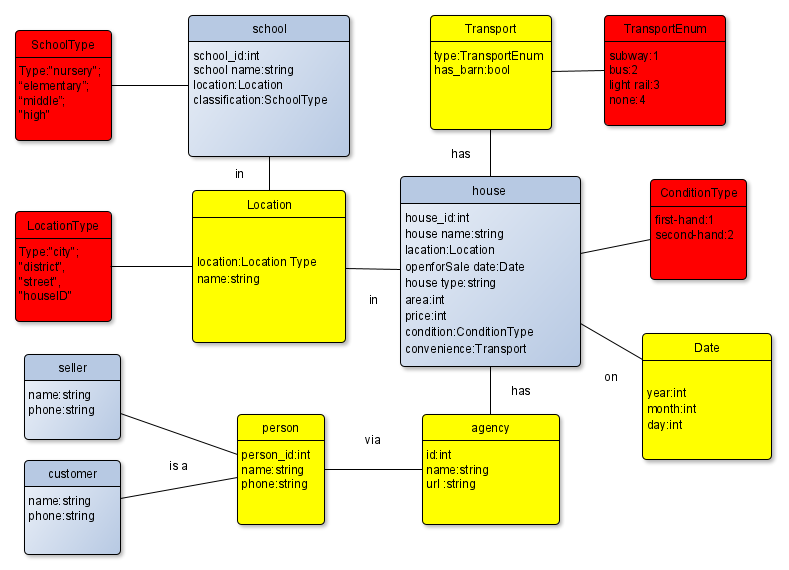 school
school_id:int
school name:string
location:Location
classification:SchoolType
SchoolType
Type:"nursery";
"elementary";
"middle";
"high"
Transport
type:TransportEnum
has_barn:bool
TransportEnum
subway:1
bus:2
light rail:3
none:4
in
has
Location
location:Location Type
name:string
LocationType
Type:"city";
"district",
"street",
"houseID"
house
house_id:int
house name:string
lacation:Location
openforSale date:Date
house type:string
area:int
price:int
condition:ConditionType
convenience:Transport
ConditionType
first-hand:1
second-hand:2
in
on
has
Date
year:int
month:int
day:int
seller
name:string
phone:string
is a
customer
name:string
phone:string
person
person_id:int
name:string
phone:string
via
agency
id:int
name:string
url :string